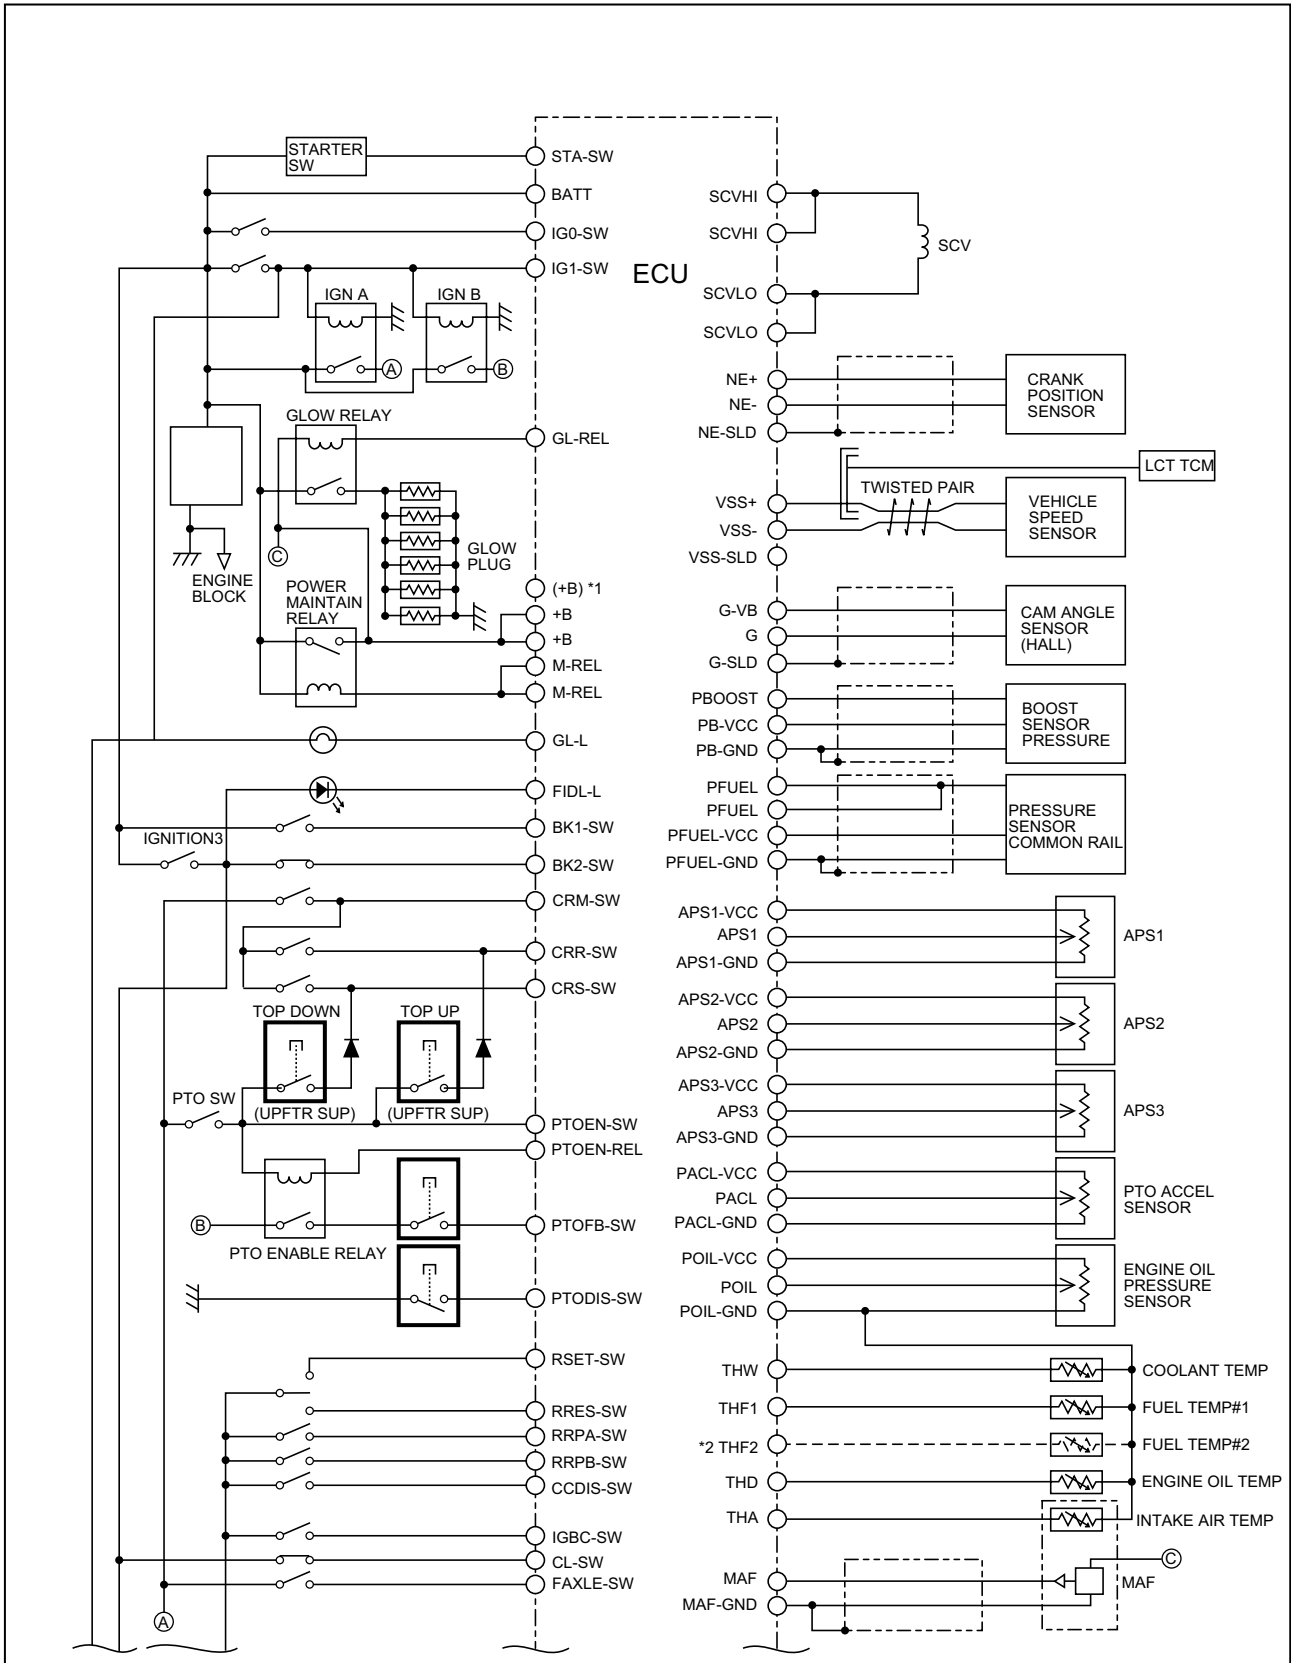 STARTER
SW
STA-SW
BATT
IG0-SW
IG1-SW
ECU
IGN A
IGN B
A
B
GLOW RELAY
GL-REL
C
GLOW
PLUG
ENGINE
BLOCK
POWER
MAINTAIN
RELAY
(+B) *1
+B
+B
M-REL
M-REL
GL-L
FIDL-L
BK1-SW
IGNITION3
BK2-SW
CRM-SW
CRR-SW
CRS-SW
TOP DOWN
TOP UP
PTO SW
(UPFTR SUP)
(UPFTR SUP)
PTOEN-SW
PTOEN-REL
B
PTOFB-SW
PTO ENABLE RELAY
PTODIS-SW
RSET-SW
RRES-SW
RRPA-SW
RRPB-SW
CCDIS-SW
IGBC-SW
CL-SW
FAXLE-SW
A
SCVHI
SCVHI
SCV
SCVLO
SCVLO
NE+
NE-
NE-SLD
CRANK
POSITION
SENSOR
LCT TCM
TWISTED PAIR
VSS+
VSS-
VSS-SLD
VEHICLE
SPEED
SENSOR
G-VB
G
G-SLD
CAM ANGLE
SENSOR
(HALL)
PBOOST
PB-VCC
PB-GND
BOOST
SENSOR
PRESSURE
PFUEL
PFUEL
PFUEL-VCC
PFUEL-GND
PRESSURE
SENSOR
COMMON RAIL
APS1-VCC
APS1
APS1-GND
APS1
APS2-VCC
APS2
APS2-GND
APS2
APS3-VCC
APS3
APS3-GND
APS3
PACL-VCC
PACL
PACL-GND
PTO ACCEL
SENSOR
POIL-VCC
POIL
POIL-GND
ENGINE OIL
PRESSURE
SENSOR
THW
COOLANT TEMP
THF1
FUEL TEMP#1
*2 THF2
FUEL TEMP#2
THD
ENGINE OIL TEMP
THA
INTAKE AIR TEMP
C
MAF
MAF
MAF-GND